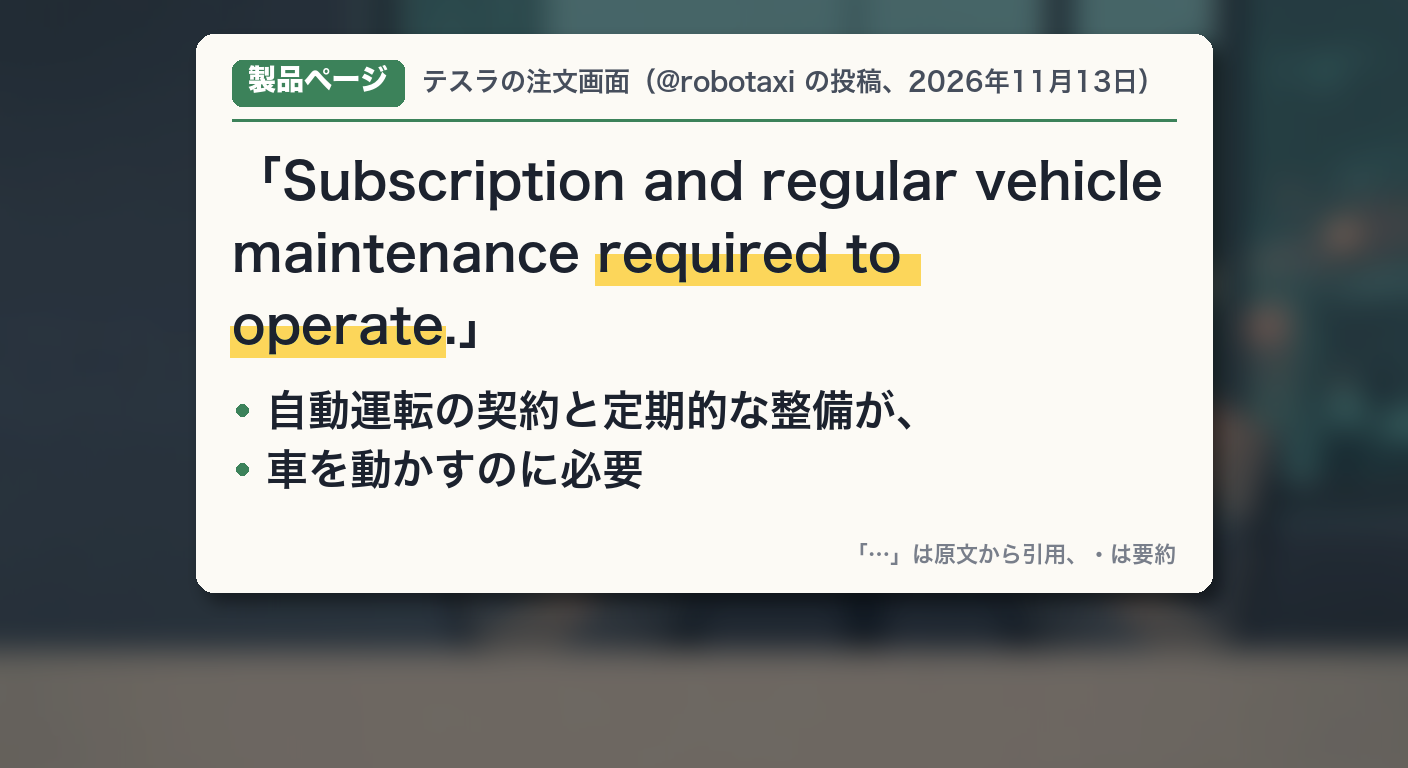 製品ページ テスラの注文画面（@robotaxi の投稿、2026年11月13日）
「Subscription and regular vehicle
maintenance required to
operate.」
• 自動運転の契約と定期的な整備が、
• 車を動かすのに必要
「…」は原文から引用、・は要約